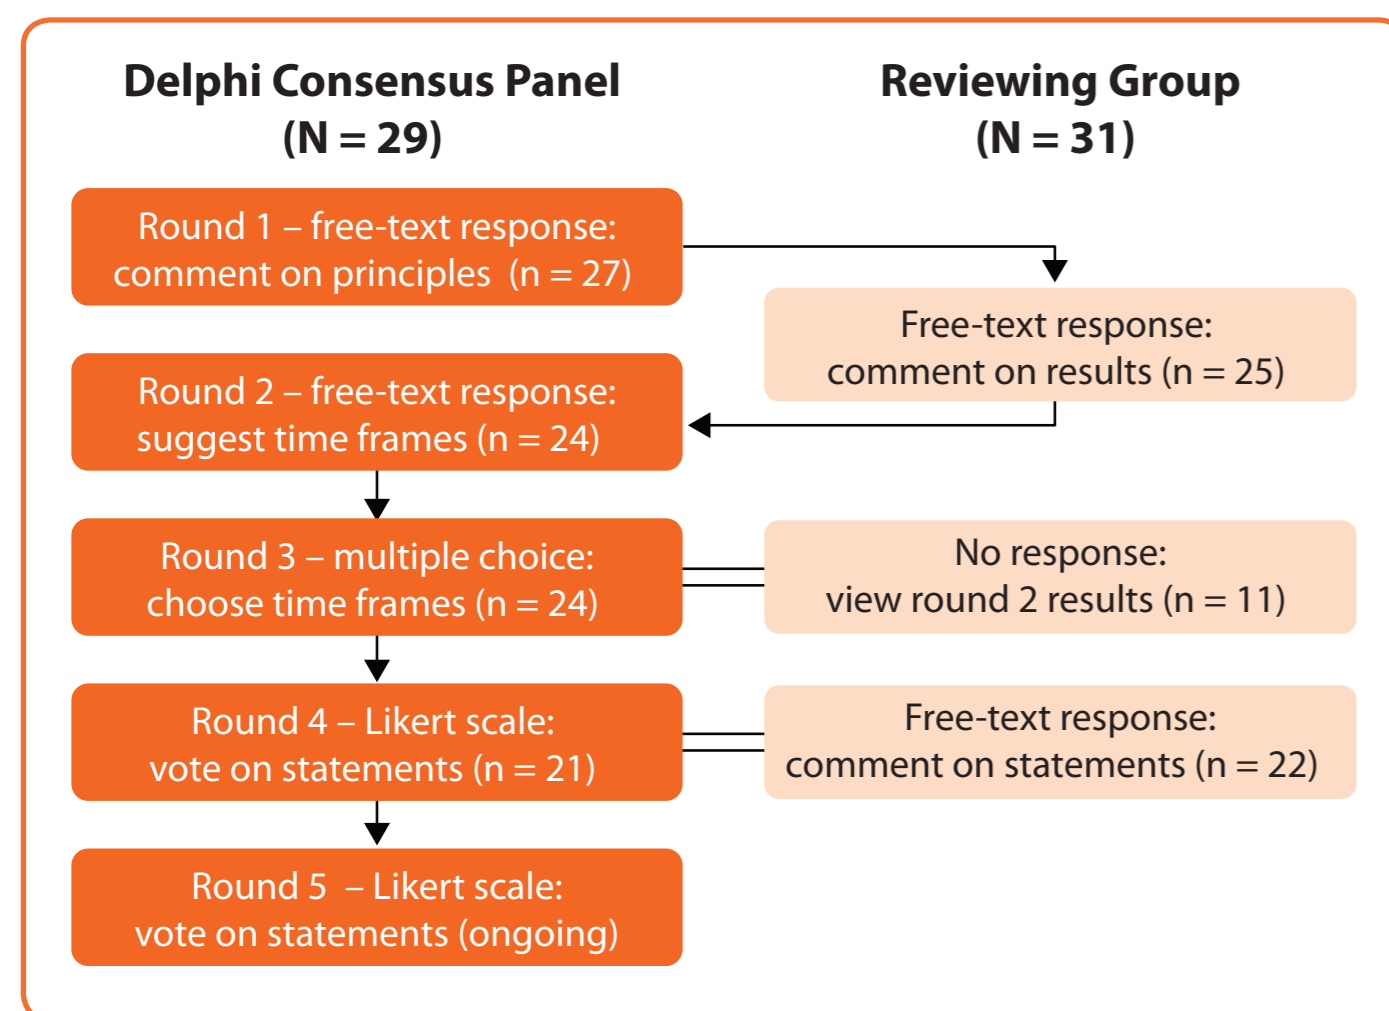 Delphi Consensus Panel
(N = 29)
Reviewing Group
(N = 31)
Round 1 – free-text response:
comment on principles (n = 27)
Free-text response:
comment on results (n = 25)
Round 2 – free-text response:
suggest time frames (n = 24)
Round 3 – multiple choice:
choose time frames (n = 24)
No response:
view round 2 results (n = 11)
Round 4 – Likert scale:
vote on statements (n = 21)
Free-text response:
comment on statements (n = 22)
Round 5 – Likert scale:
vote on statements (ongoing)